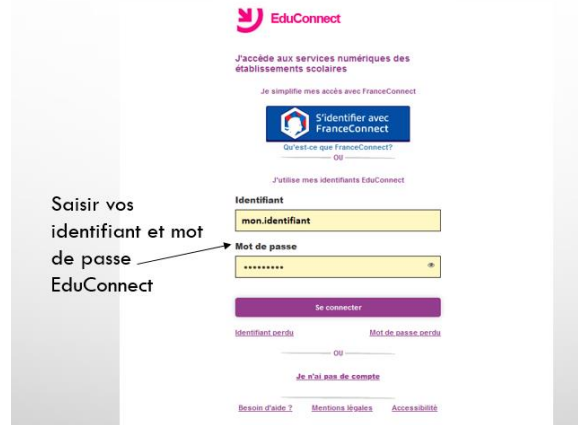 EduConnect
J'accède aux services numériques des
établissements scolaires
Je simplifie mes accès avec FranceConnect
S'identifier avec
FranceConnect
Qu'est-ce que FranceConnect?
OU
J'utilise mes identifiants EduConnect
Saisir vos
identifiant et mot
de passe
EduConnect
Identifiant
mon.identifiant
Mot de passe
•••••••••
Se connecter
Identifiant perdu Mot de passe perdu
OU
Je n'ai pas de compte
Besoin d'aide ? Mentions légales Accessibilité